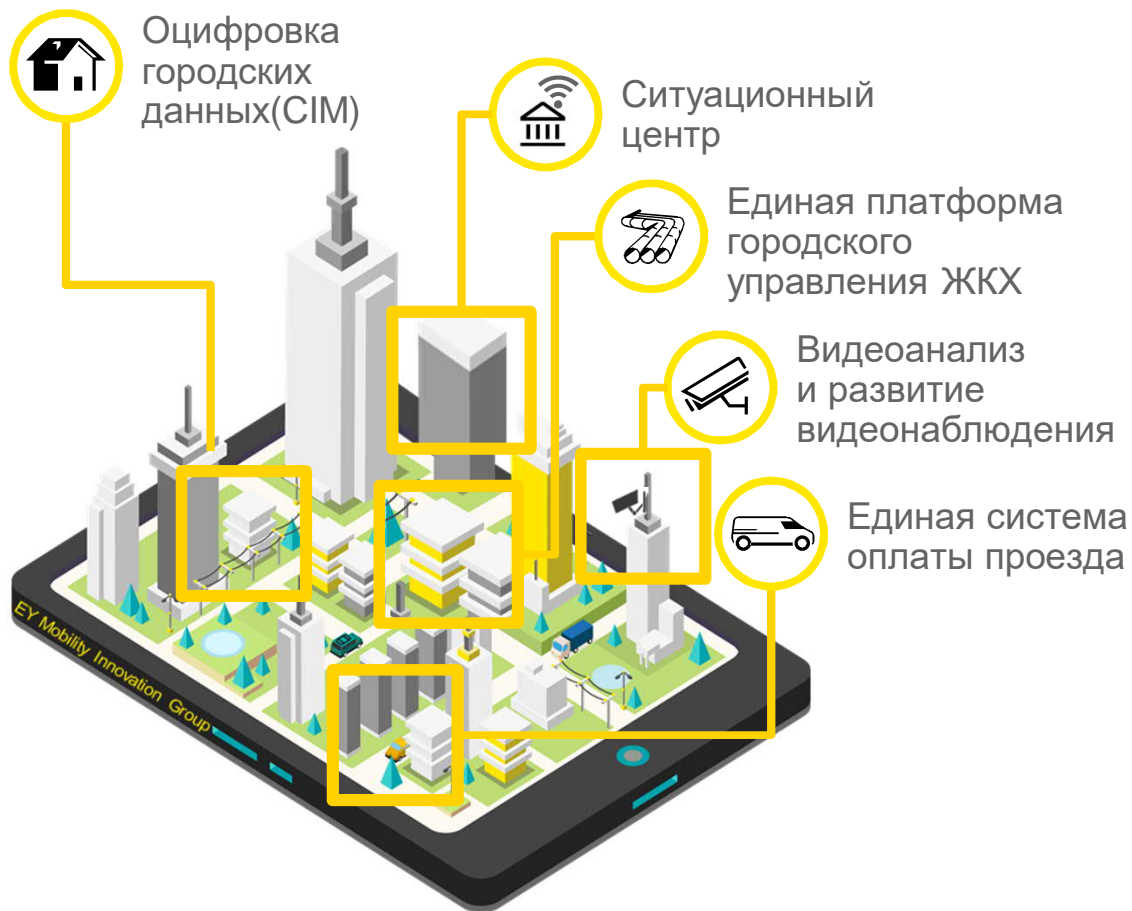 Оцифровка
городских
данных(CIM)
Ситуационный
центр
Единая платформа
городского
управления ЖКХ
Видеоанализ
и развитие
видеонаблюдения
Единая система
оплаты проезда
EY Mobility Innovation Group